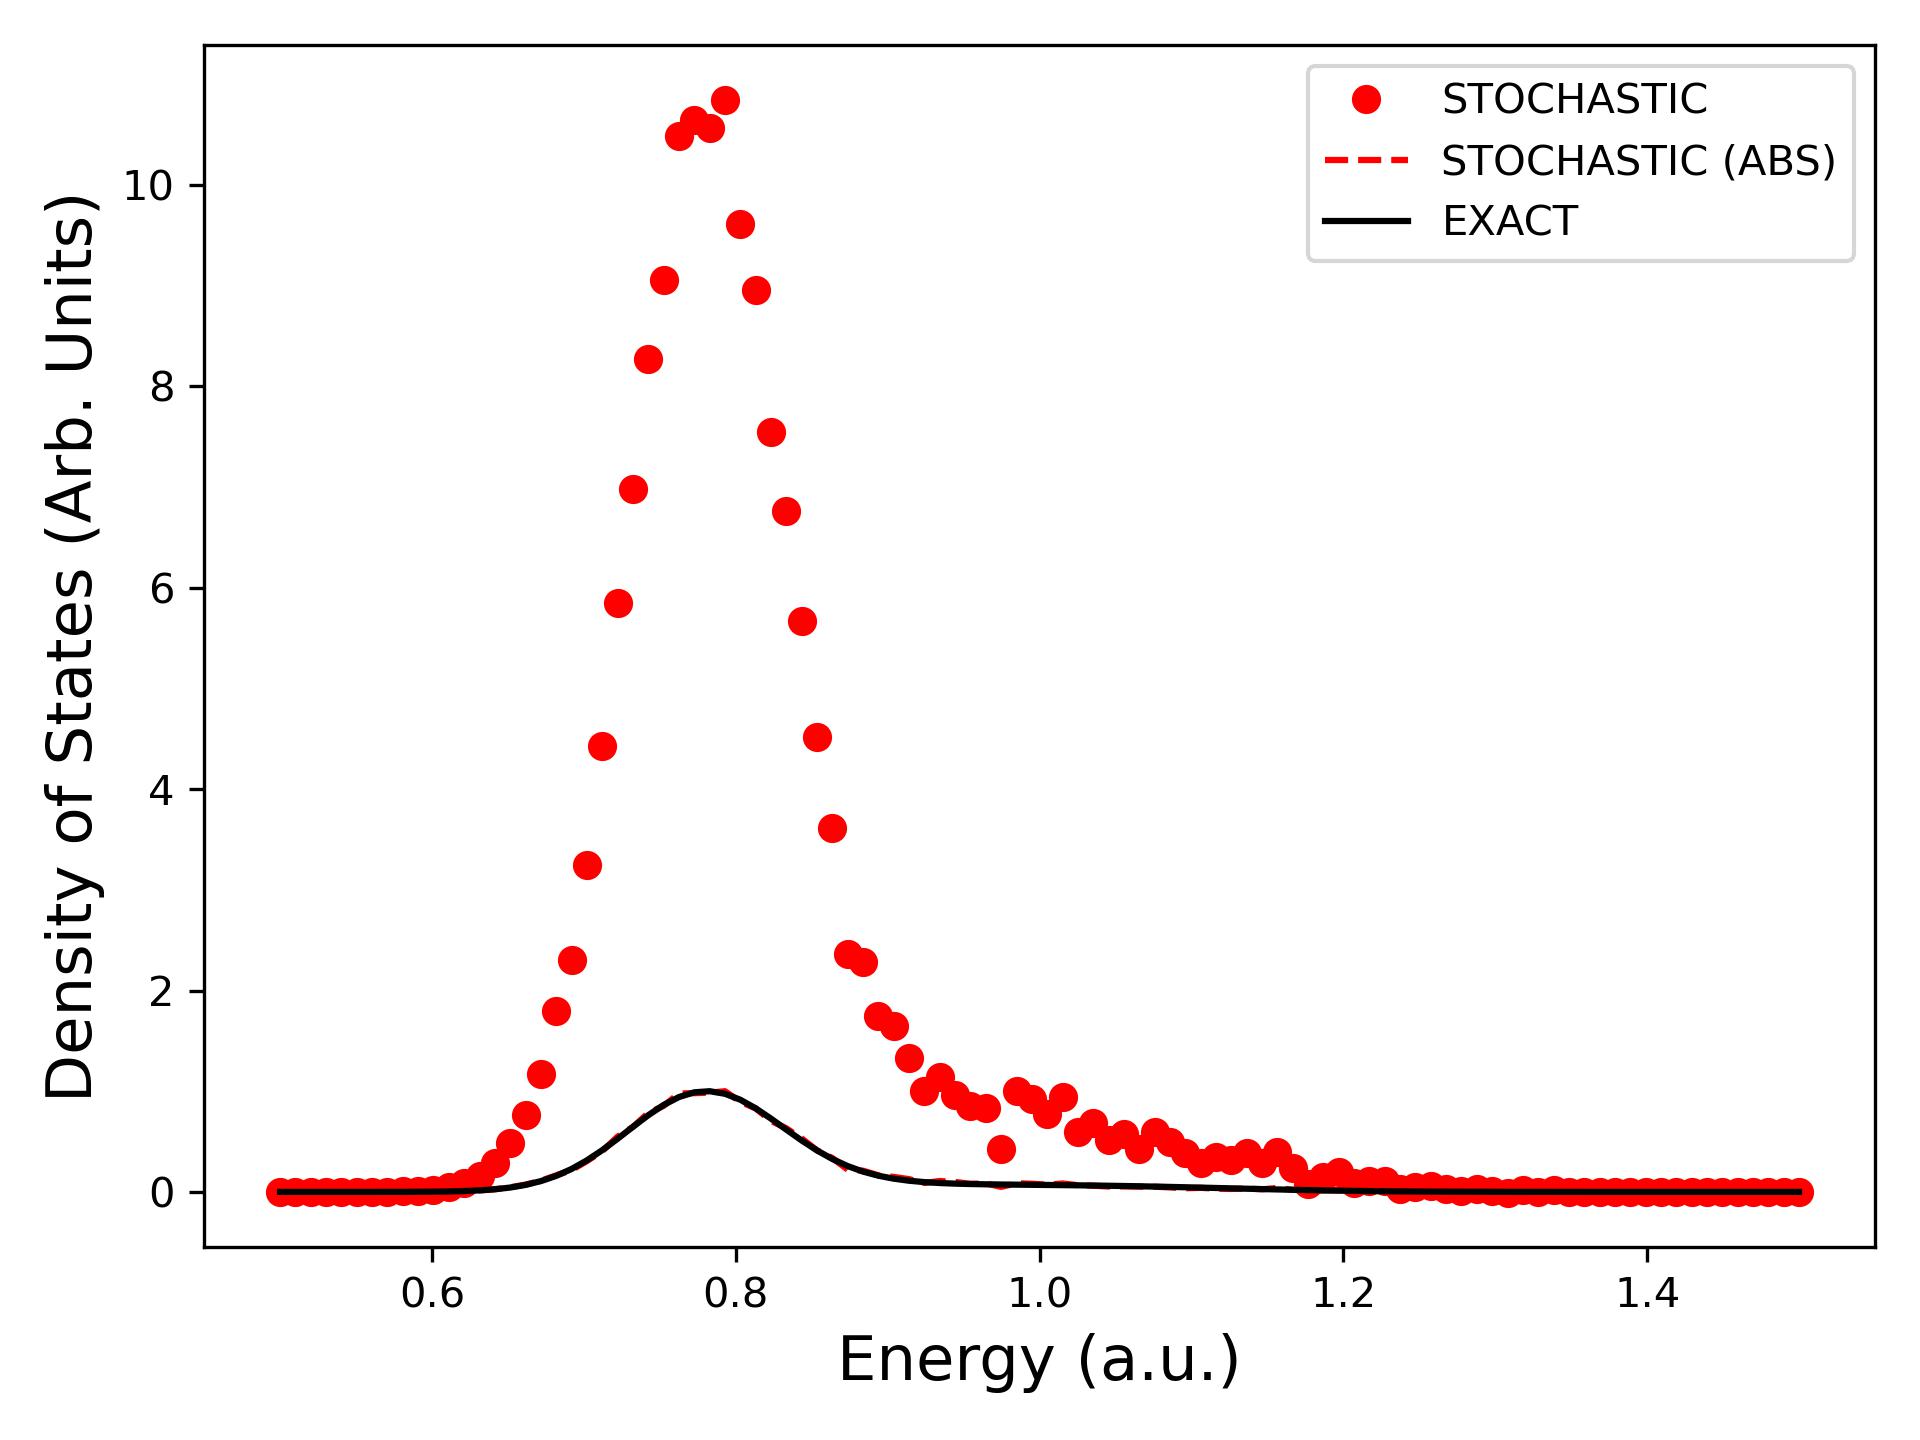 STOCHASTIC
STOCHASTIC (ABS)
EXACT
Density of States (Arb. Units)
10
8
6
4
2
0
0.6 0.8 1.0 1.2 1.4
Energy (a.u.)